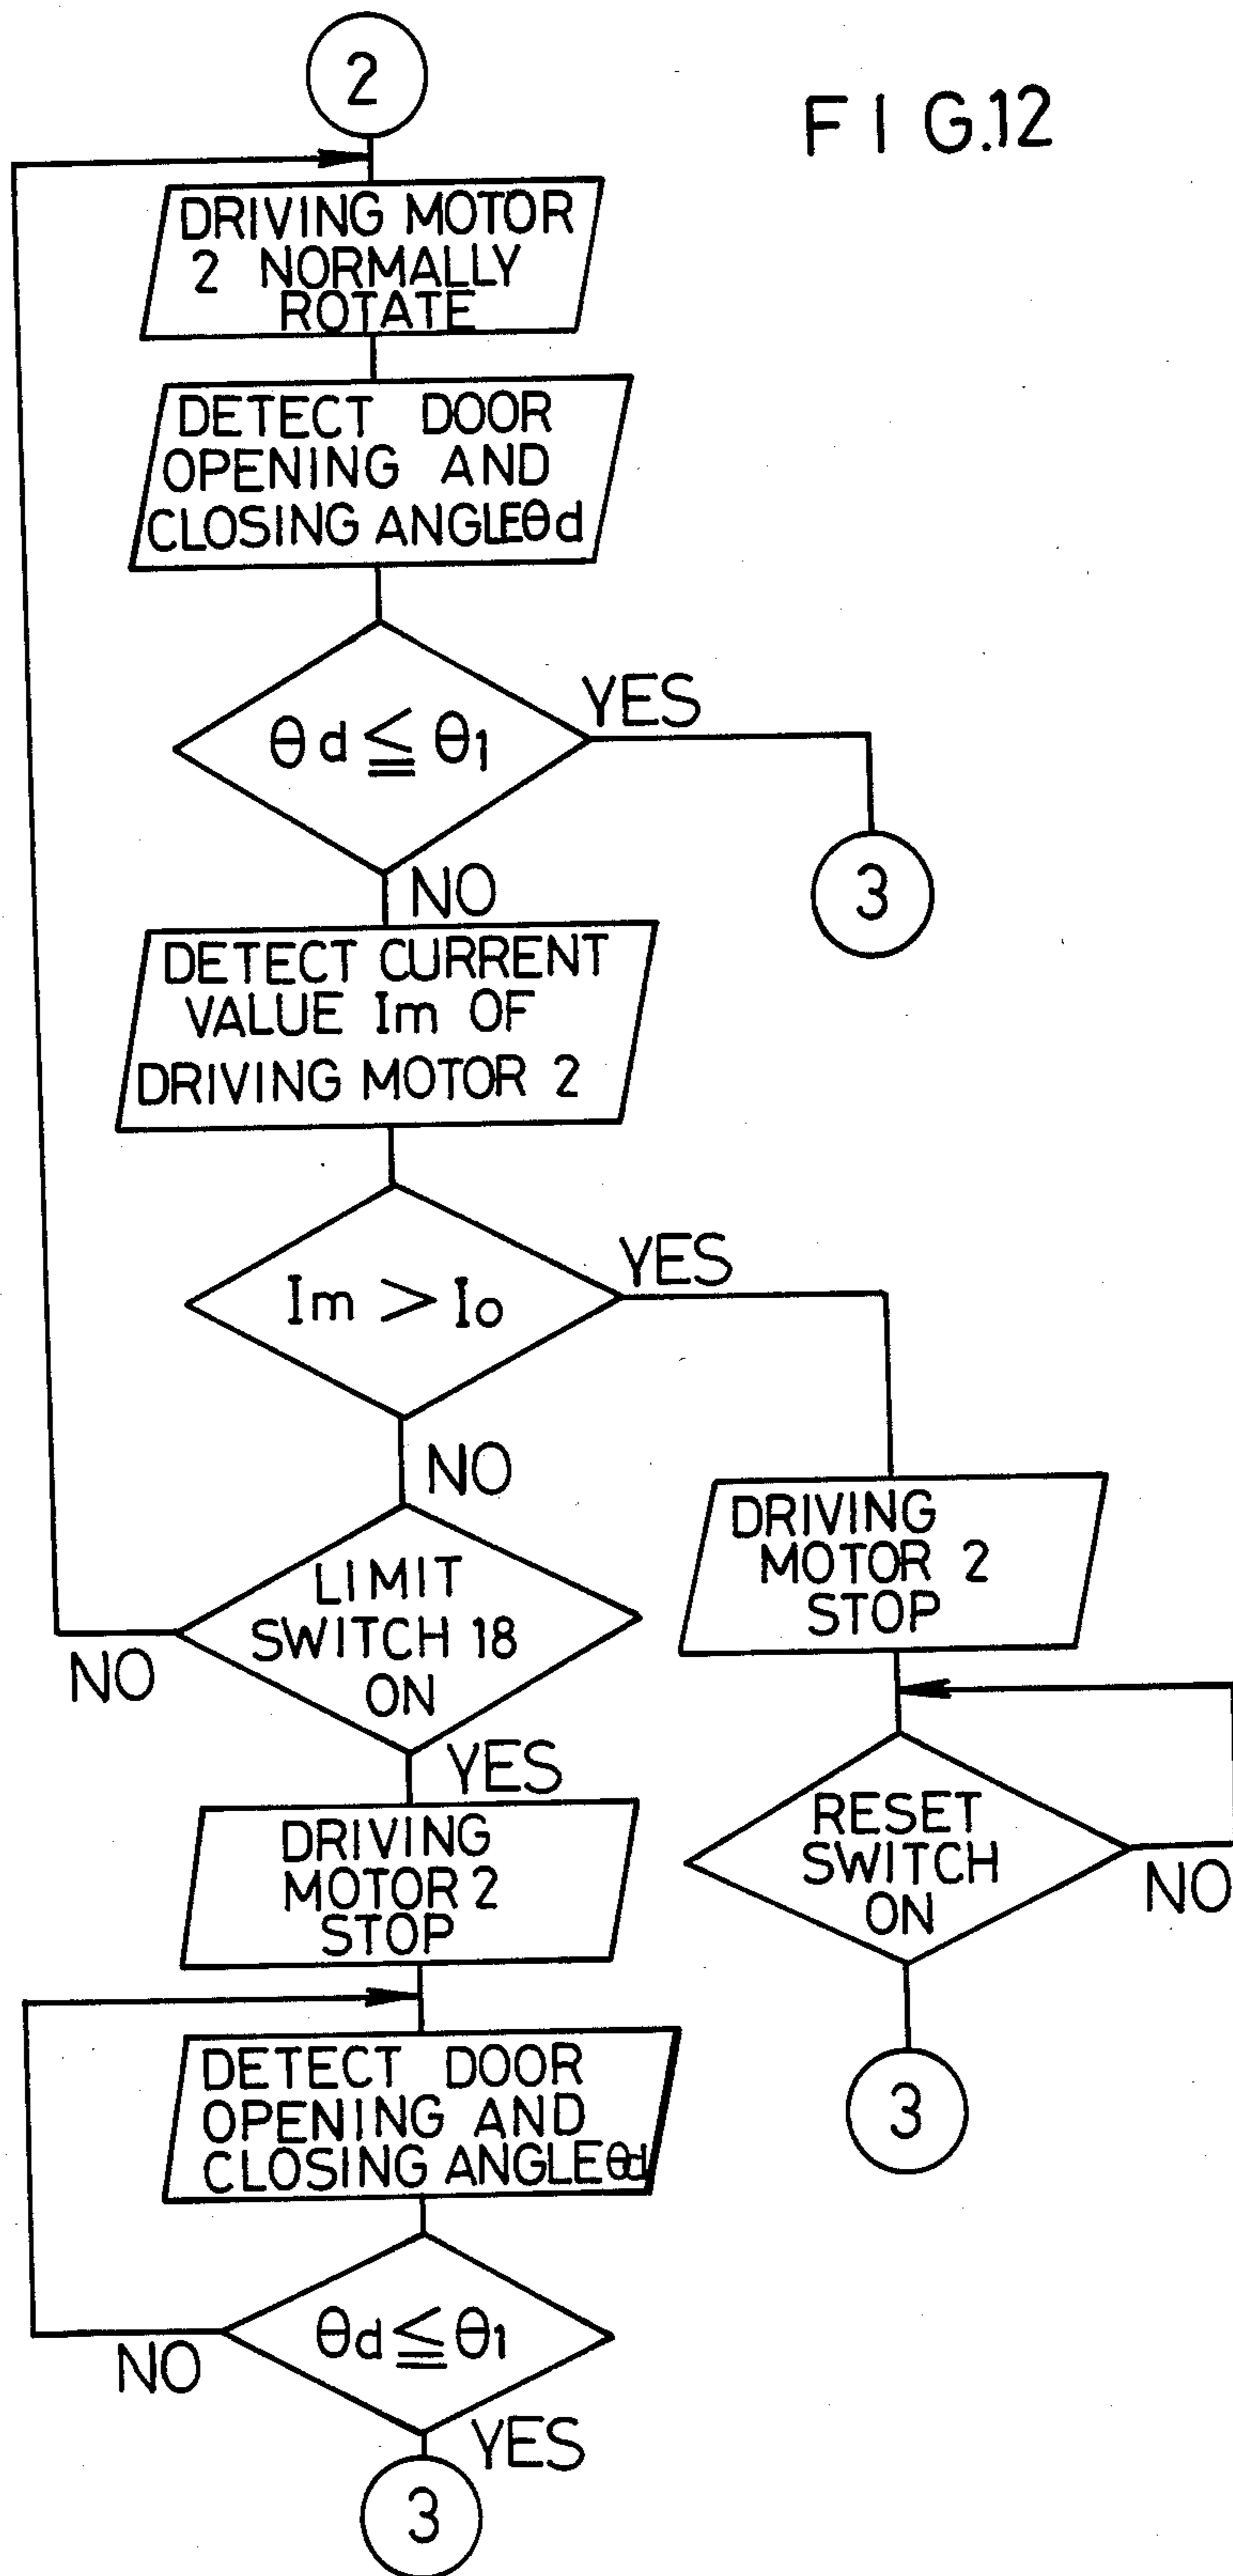 2
FIG.12
DRIVING MOTOR
2 NORMALLY
ROTATE
DETECT DOOR
OPENING AND
CLOSING ANGLEθd
θd ≦ θ1
YES
3
NO
DETECT CURRENT
VALUE Im OF
DRIVING MOTOR 2
Im > Io
YES
NO
LIMIT
SWITCH 18
ON
NO
YES
DRIVING
MOTOR 2
STOP
RESET
SWITCH
ON
NO
3
DRIVING
MOTOR 2
STOP
DETECT DOOR
OPENING AND
CLOSING ANGLEθd
θd ≦ θ1
NO
YES
3